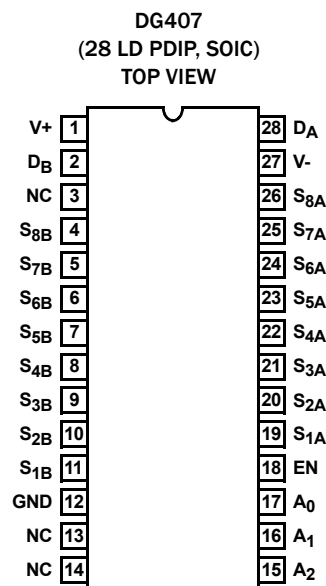 DG407
(28 LD PDIP, SOIC)
TOP VIEW
V+ 1 28 DA
DB 2 27 V-
NC 3 26 S8A
S8B 4 25 S7A
S7B 5 24 S6A
S6B 6 23 S5A
S5B 7 22 S4A
S4B 8 21 S3A
S3B 9 20 S2A
S2B 10 19 S1A
S1B 11 18 EN
GND 12 17 A0
NC 13 16 A1
NC 14 15 A2